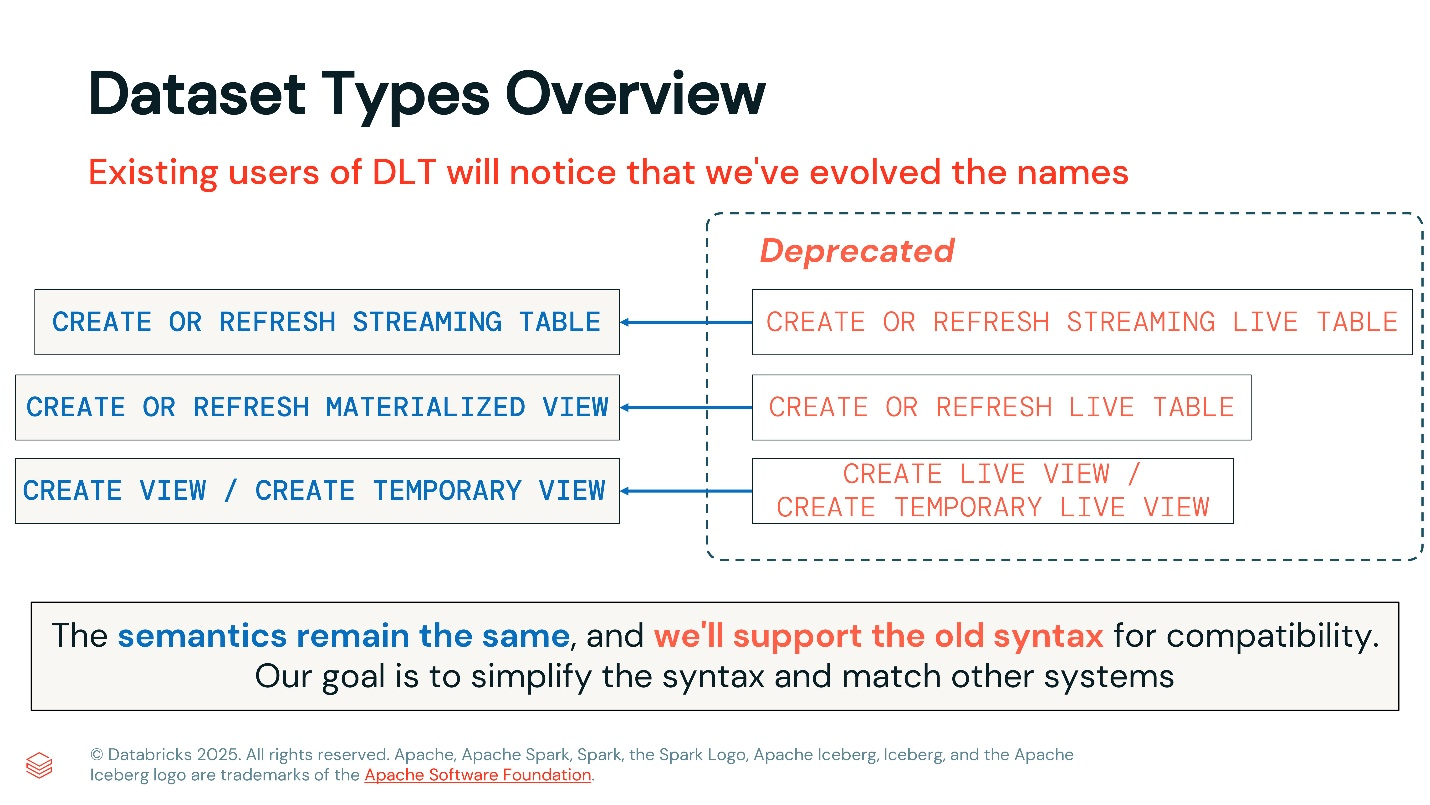 Dataset Types Overview
Existing users of DLT will notice that we've evolved the names
Deprecated
CREATE OR REFRESH STREAMING TABLE
CREATE OR REFRESH STREAMING LIVE TABLE
CREATE OR REFRESH MATERIALIZED VIEW
CREATE OR REFRESH LIVE TABLE
CREATE VIEW / CREATE TEMPORARY VIEW
CREATE LIVE VIEW /
CREATE TEMPORARY LIVE VIEW
The semantics remain the same, and we'll support the old syntax for compatibility.
Our goal is to simplify the syntax and match other systems
© Databricks 2025. All rights reserved. Apache, Apache Spark, Spark, the Spark Logo, Apache Iceberg, Iceberg, and the Apache
Iceberg logo are trademarks of the Apache Software Foundation.